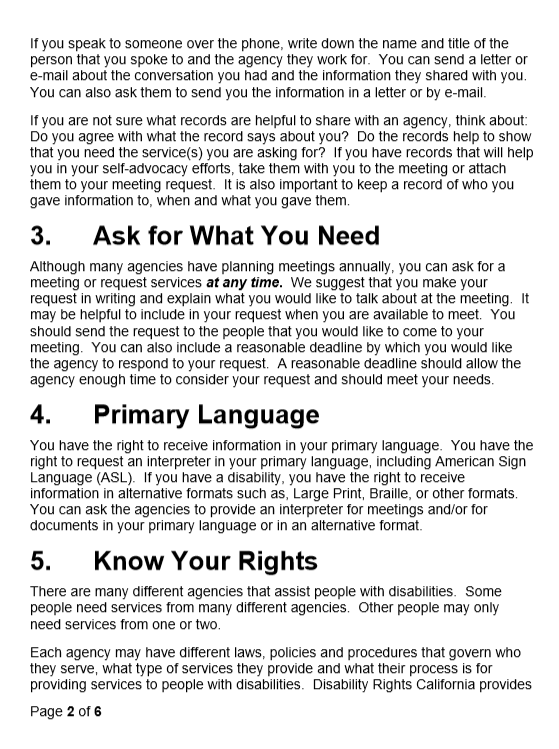 If you speak to someone over the phone, write down the name and title of the
person that you spoke to and the agency they work for.  You can send a letter or
e-mail about the conversation you had and the information they shared with you.
You can also ask them to send you the information in a letter or by e-mail.
If you are not sure what records are helpful to share with an agency, think about:
Do you agree with what the record says about you?  Do the records help to show
that you need the service(s) you are asking for?  If you have records that will help
you in your self-advocacy efforts, take them with you to the meeting or attach
them to your meeting request.  It is also important to keep a record of who you
gave information to, when and what you gave them.
3. Ask for What You Need
Although many agencies have planning meetings annually, you can ask for a
meeting or request services at any time.  We suggest that you make your
request in writing and explain what you would like to talk about at the meeting.  It
may be helpful to include in your request when you are available to meet.  You
should send the request to the people that you would like to come to your
meeting.  You can also include a reasonable deadline by which you would like
the agency to respond to your request.  A reasonable deadline should allow the
agency enough time to consider your request and should meet your needs.
4. Primary Language
You have the right to receive information in your primary language.  You have the
right to request an interpreter in your primary language, including American Sign
Language (ASL).  If you have a disability, you have the right to receive
information in alternative formats such as, Large Print, Braille, or other formats.
You can ask the agencies to provide an interpreter for meetings and/or for
documents in your primary language or in an alternative format.
5. Know Your Rights
There are many different agencies that assist people with disabilities.  Some
people need services from many different agencies.  Other people may only
need services from one or two.
Each agency may have different laws, policies and procedures that govern who
they serve, what type of services they provide and what their process is for
providing services to people with disabilities.  Disability Rights California provides
Page 2 of 6